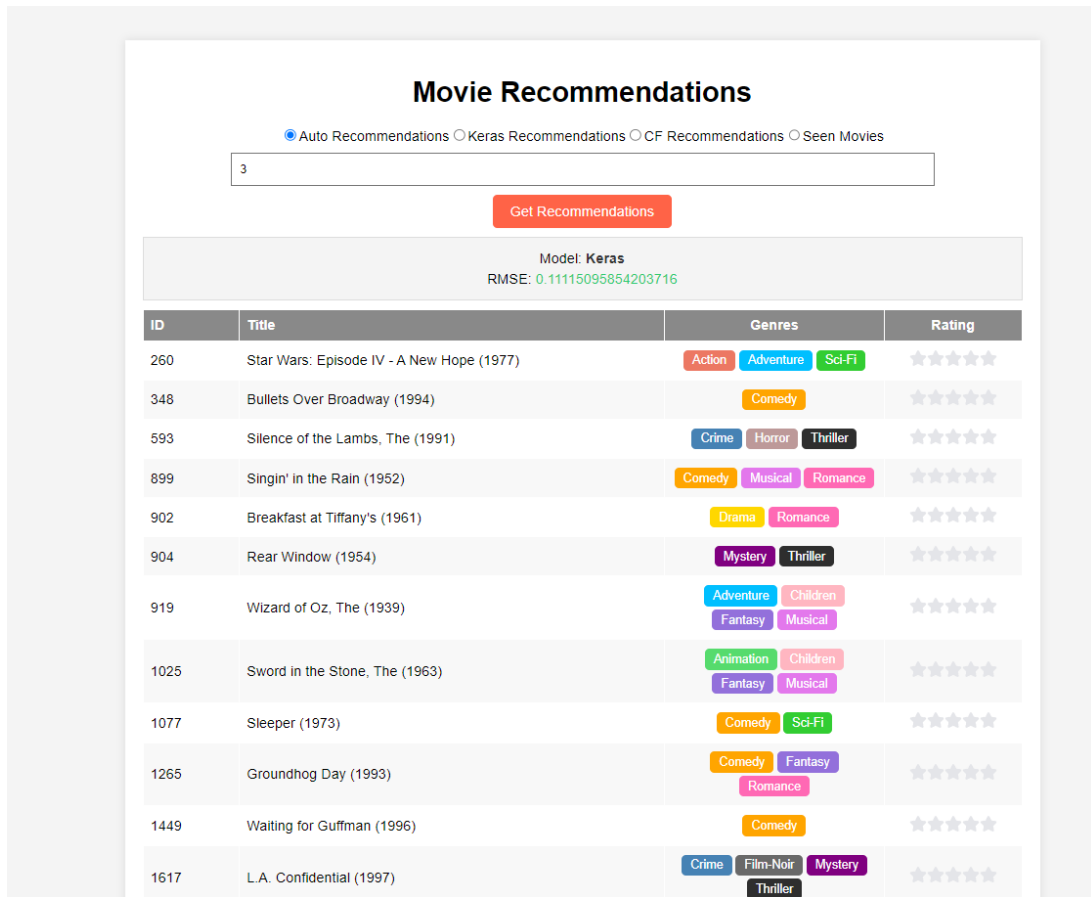 Movie Recommendations
Auto Recommendations Keras Recommendations CF Recommendations Seen Movies
3
Get Recommendations
Model: Keras
RMSE: 0.11115095854203716
ID Title Genres Rating
260 Star Wars: Episode IV - A New Hope (1977) Action Adventure Sci-Fi
348 Bullets Over Broadway (1994) Comedy
593 Silence of the Lambs, The (1991) Crime Horror Thriller
899 Singin' in the Rain (1952) Comedy Musical Romance
902 Breakfast at Tiffany's (1961) Drama Romance
904 Rear Window (1954) Mystery Thriller
919 Wizard of Oz, The (1939) Adventure Children
Fantasy Musical
1025 Sword in the Stone, The (1963) Animation Children
Fantasy Musical
1077 Sleeper (1973) Comedy Sci-Fi
1265 Groundhog Day (1993) Comedy Fantasy
Romance
1449 Waiting for Guffman (1996) Comedy
1617 L.A. Confidential (1997) Crime Film-Noir Mystery
Thriller